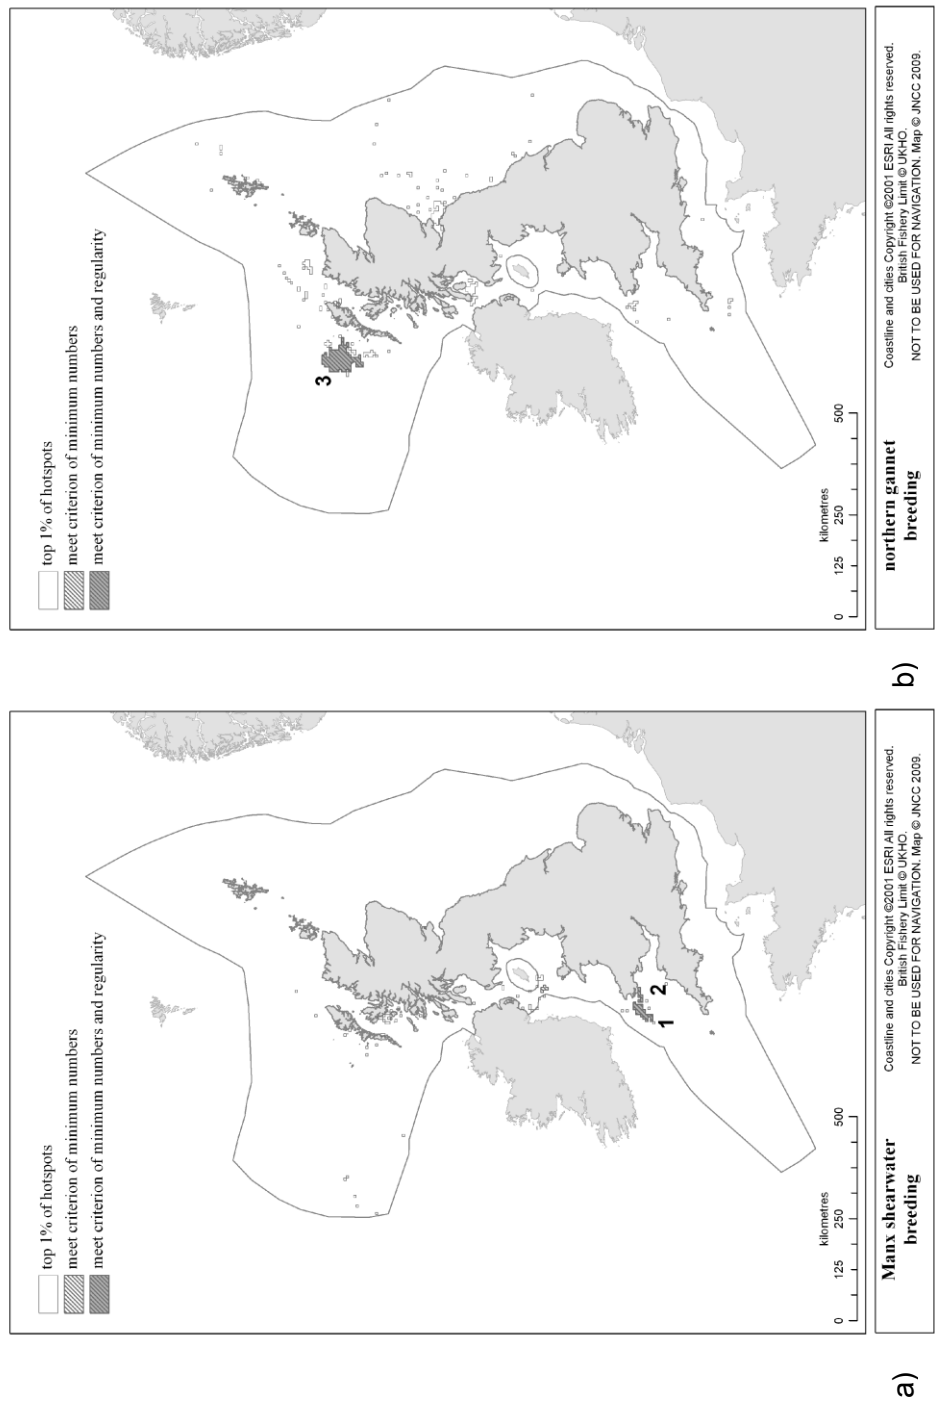 a)
top 1% of hotspots
meet criterion of minimum numbers
meet criterion of minimum numbers and regularity
1
2
kilometres
0 125 250 500
Manx shearwater
breeding
Coastline and cities Copyright ©2001 ESRI All rights reserved.
British Fishery Limit © UKHO.
NOT TO BE USED FOR NAVIGATION. Map © JNCC 2009.
b)
top 1% of hotspots
meet criterion of minimum numbers
meet criterion of minimum numbers and regularity
3
kilometres
0 125 250 500
northern gannet
breeding
Coastline and cities Copyright ©2001 ESRI All rights reserved.
British Fishery Limit © UKHO.
NOT TO BE USED FOR NAVIGATION. Map © JNCC 2009.